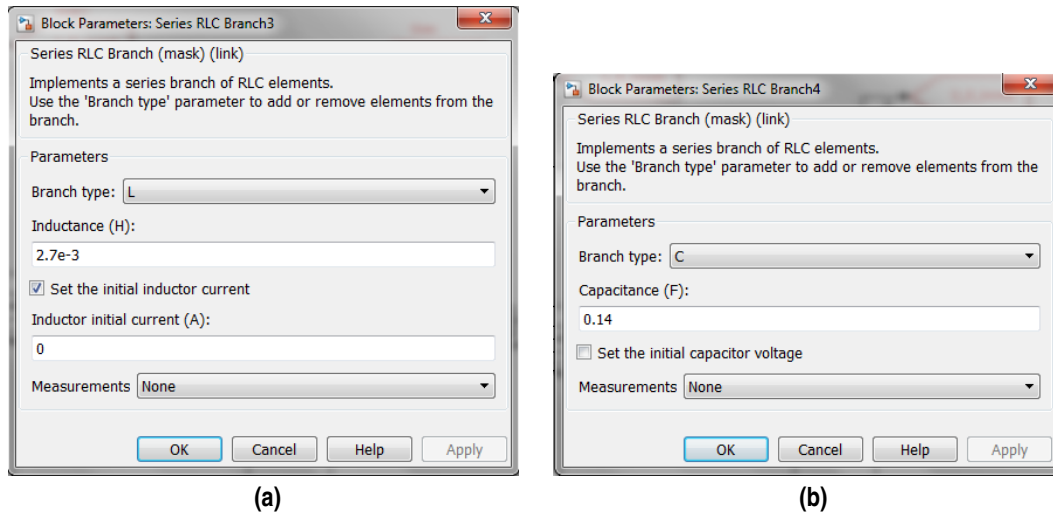 Block Parameters: Series RLC Branch3
Series RLC Branch (mask) (link)
Implements a series branch of RLC elements.
Use the 'Branch type' parameter to add or remove elements from the
branch.
Parameters
Branch type: L
Inductance (H):
2.7e-3
Set the initial inductor current
Inductor initial current (A):
0
Measurements None
OK Cancel Help Apply
(a)
Block Parameters: Series RLC Branch4
Series RLC Branch (mask) (link)
Implements a series branch of RLC elements.
Use the 'Branch type' parameter to add or remove elements from the
branch.
Parameters
Branch type: C
Capacitance (F):
0.14
Set the initial capacitor voltage
Measurements None
OK Cancel Help Apply
(b)